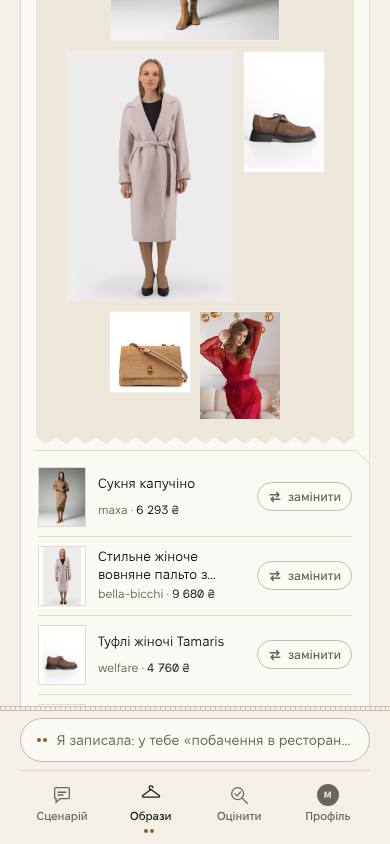 Сукня капучіно
maxa · 6 293 ₴
замінити
Стильне жіноче
вовняне пальто з…
bella-bicchi · 9 680 ₴
замінити
Туфлі жіночі Tamaris
welfare · 4 760 ₴
замінити
Я записала: у тебе «побачення в ресторан…
Сценарій
Образи
Оцінити
М
Профіль